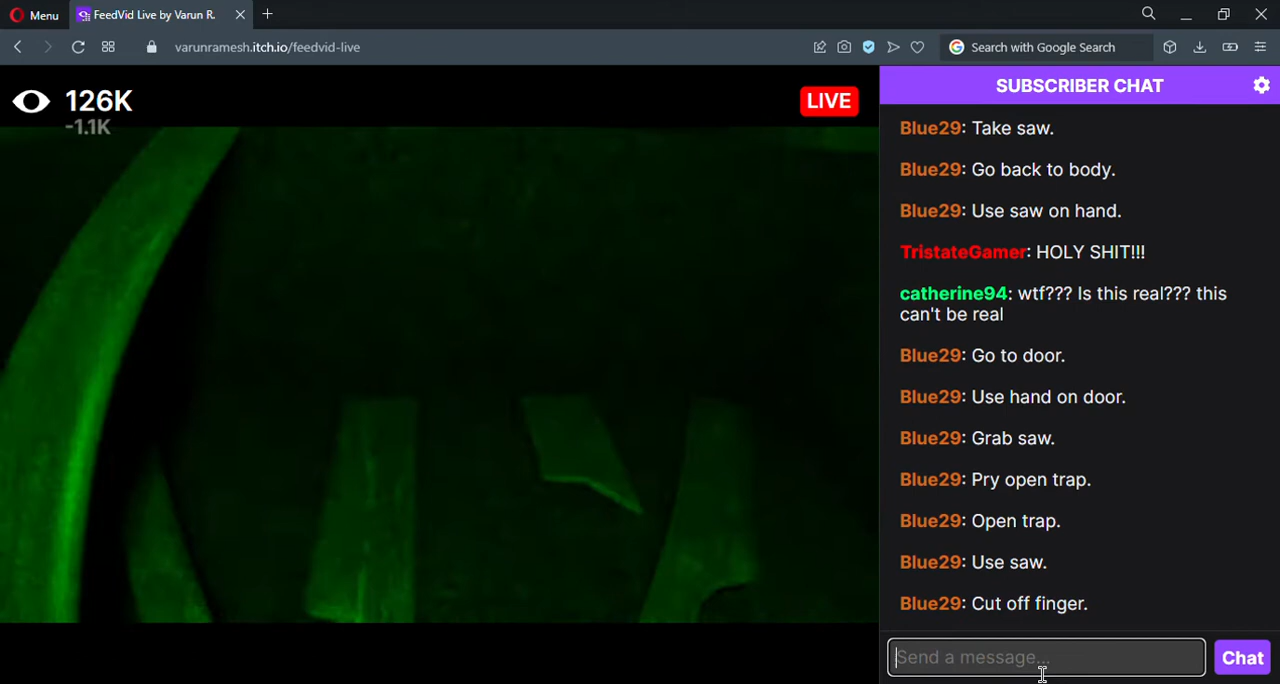 Menu
FeedVid Live by Varun R.
varunramesh.itch.io/feedvid-live
Search with Google Search
126K
-1.1K
LIVE
SUBSCRIBER CHAT
Blue29: Take saw.
Blue29: Go back to body.
Blue29: Use saw on hand.
TristateGamer: HOLY SHIT!!!
catherine94: wtf??? Is this real??? this
can't be real
Blue29: Go to door.
Blue29: Use hand on door.
Blue29: Grab saw.
Blue29: Pry open trap.
Blue29: Open trap.
Blue29: Use saw.
Blue29: Cut off finger.
Send a message...
Chat